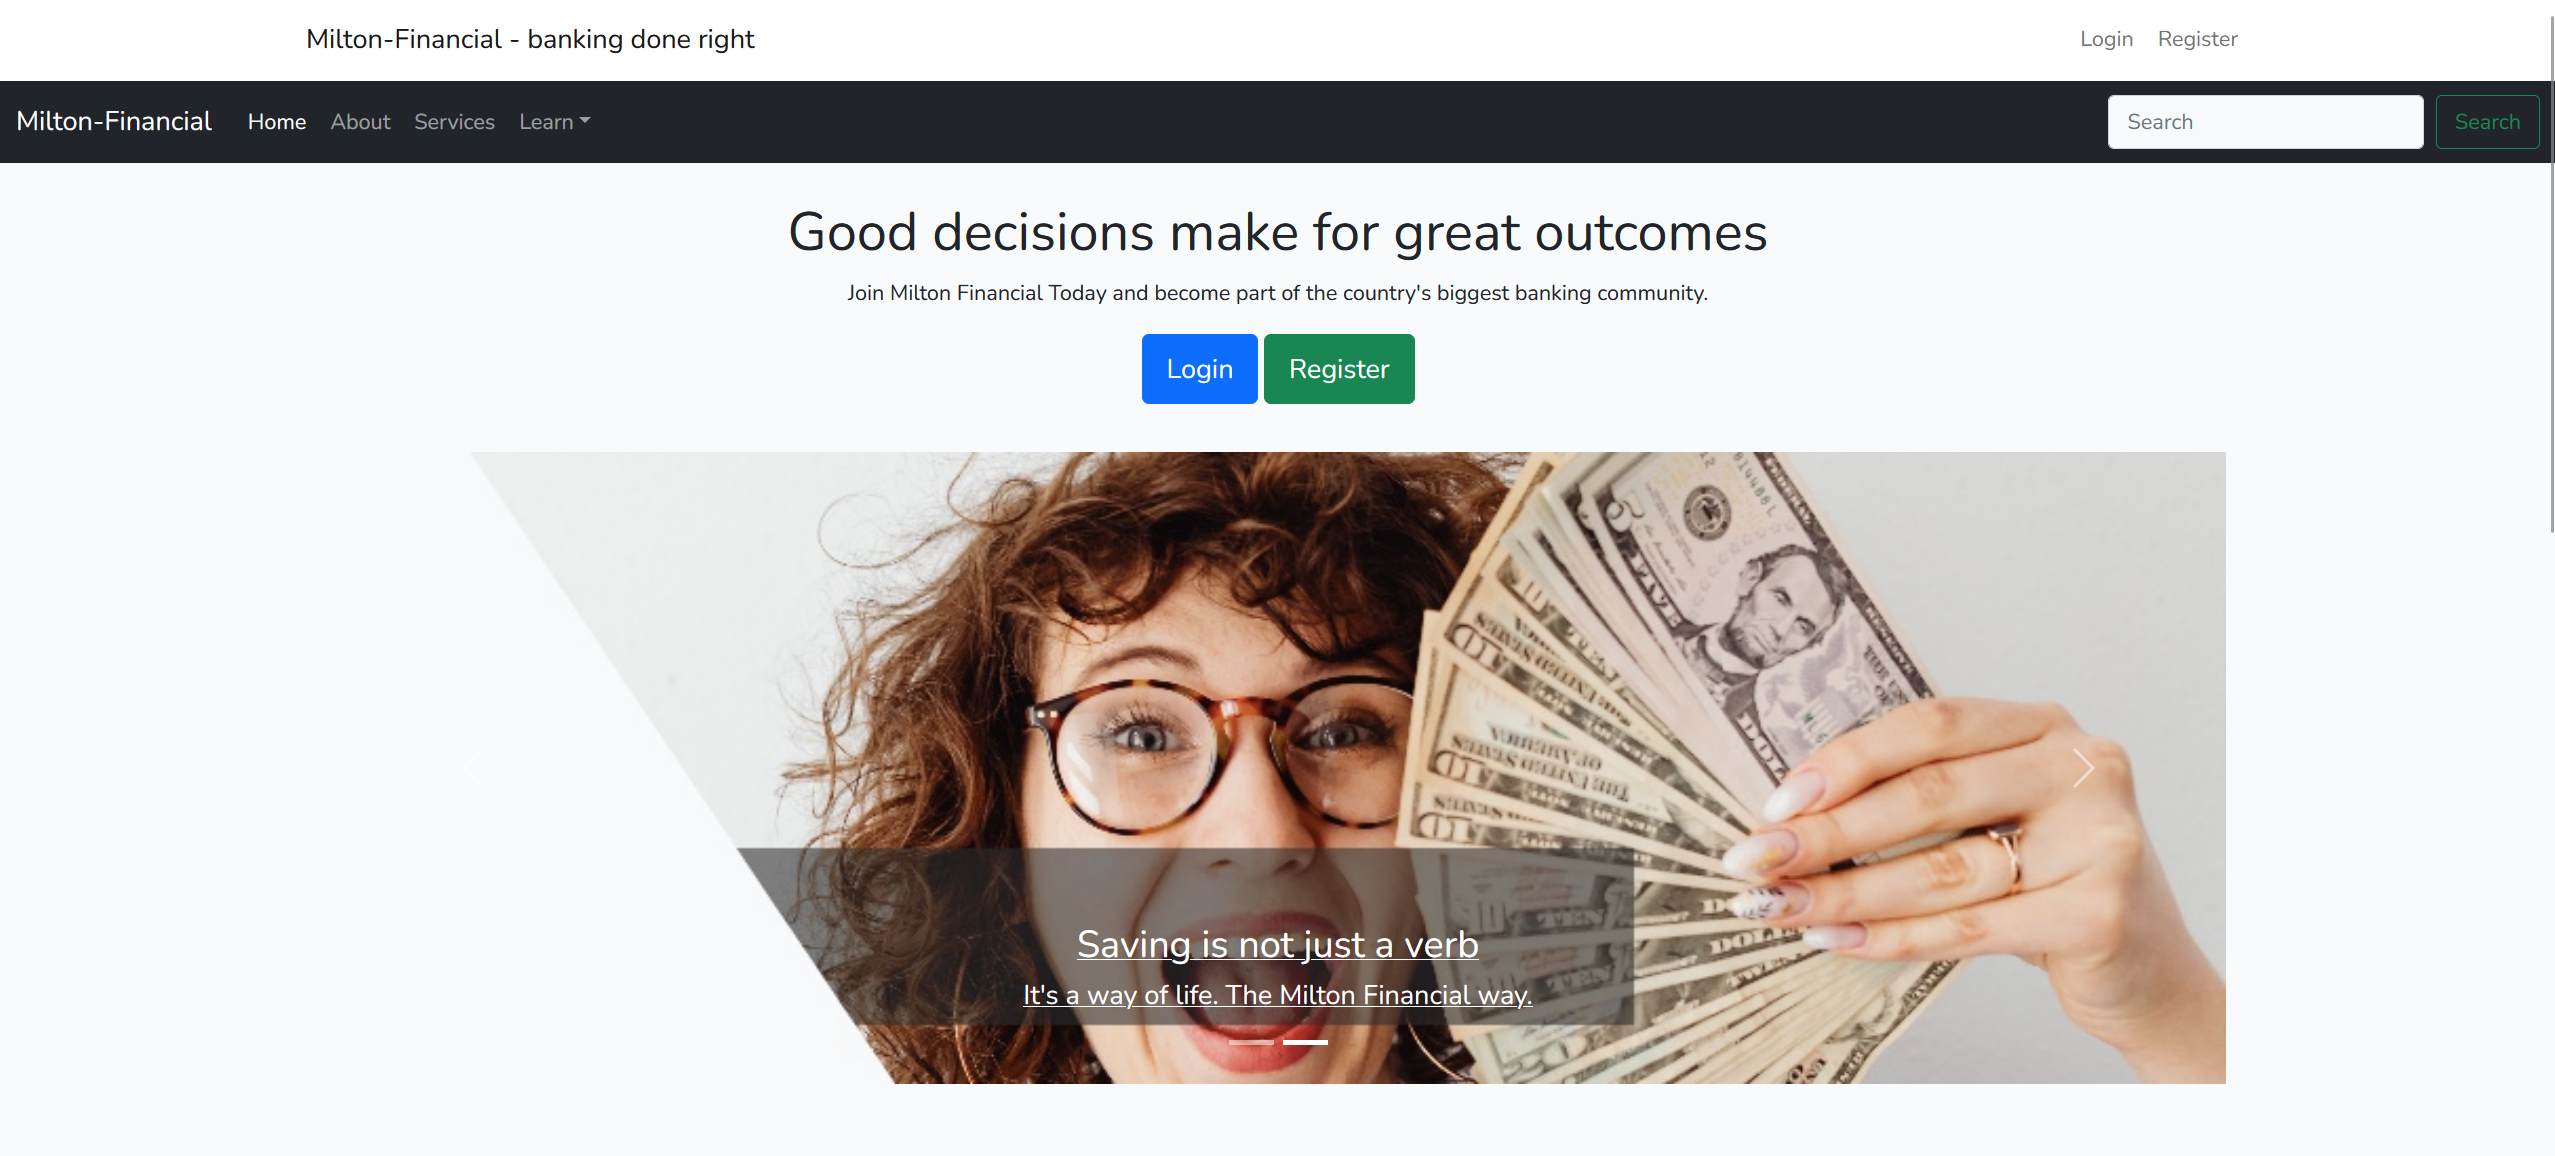 Milton-Financial - banking done right
Login Register
Milton-Financial Home About Services Learn
Search Search
Good decisions make for great outcomes
Join Milton Financial Today and become part of the country's biggest banking community.
Login Register
Saving is not just a verb
It's a way of life. The Milton Financial way.